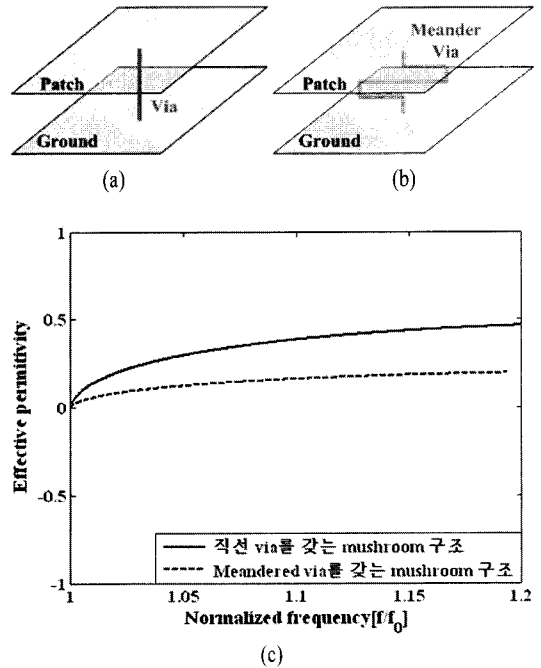 Patch
Via
Ground
(a)
Meander
Via
Patch
Ground
(b)
1
0.5
0
-0.5
-1
Effective permitivity
직선 via를 갖는 mushroom 구조
Meandered via를 갖는 mushroom 구조
1
1.05
1.1
1.15
1.2
Normalized frequency[f/f0]
(c)